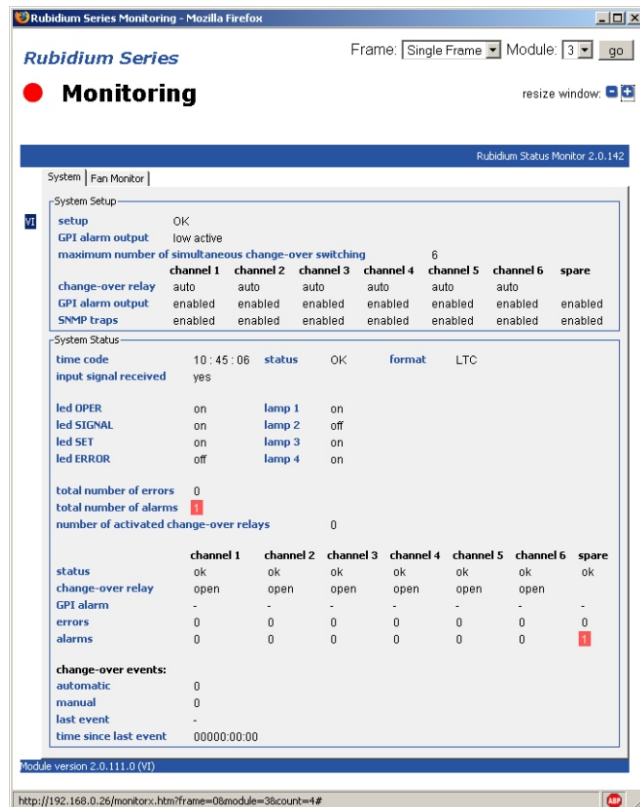 Rubidium Series Monitoring - Mozilla Firefox
Rubidium Series Frame: Single Frame Module: 3 go
Monitoring resize window:
Rubidium Status Monitor 2.0.142
System Fan Monitor
System Setup
VI setup OK
GPI alarm output low active
maximum number of simultaneous change-over switching 6
channel 1 channel 2 channel 3 channel 4 channel 5 channel 6 spare
change-over relay auto auto auto auto auto auto
GPI alarm output enabled enabled enabled enabled enabled enabled enabled
SNMP traps enabled enabled enabled enabled enabled enabled enabled
System Status
time code 10 : 45 : 06 status OK format LTC
input signal received yes
led OPER on lamp 1 on
led SIGNAL on lamp 2 off
led SET on lamp 3 on
led ERROR off lamp 4 on
total number of errors 0
total number of alarms 1
number of activated change-over relays 0
channel 1 channel 2 channel 3 channel 4 channel 5 channel 6 spare
status ok ok ok ok ok ok ok
change-over relay open open open open open open
GPI alarm - - - - - - -
errors 0 0 0 0 0 0 0
alarms 0 0 0 0 0 0 1
change-over events:
automatic 0
manual 0
last event -
time since last event 00000:00:00
Module version 2.0.111.0 (VI)
http://192.168.0.26/monitorx.htm?frame=0&module=3&count=4# ABP